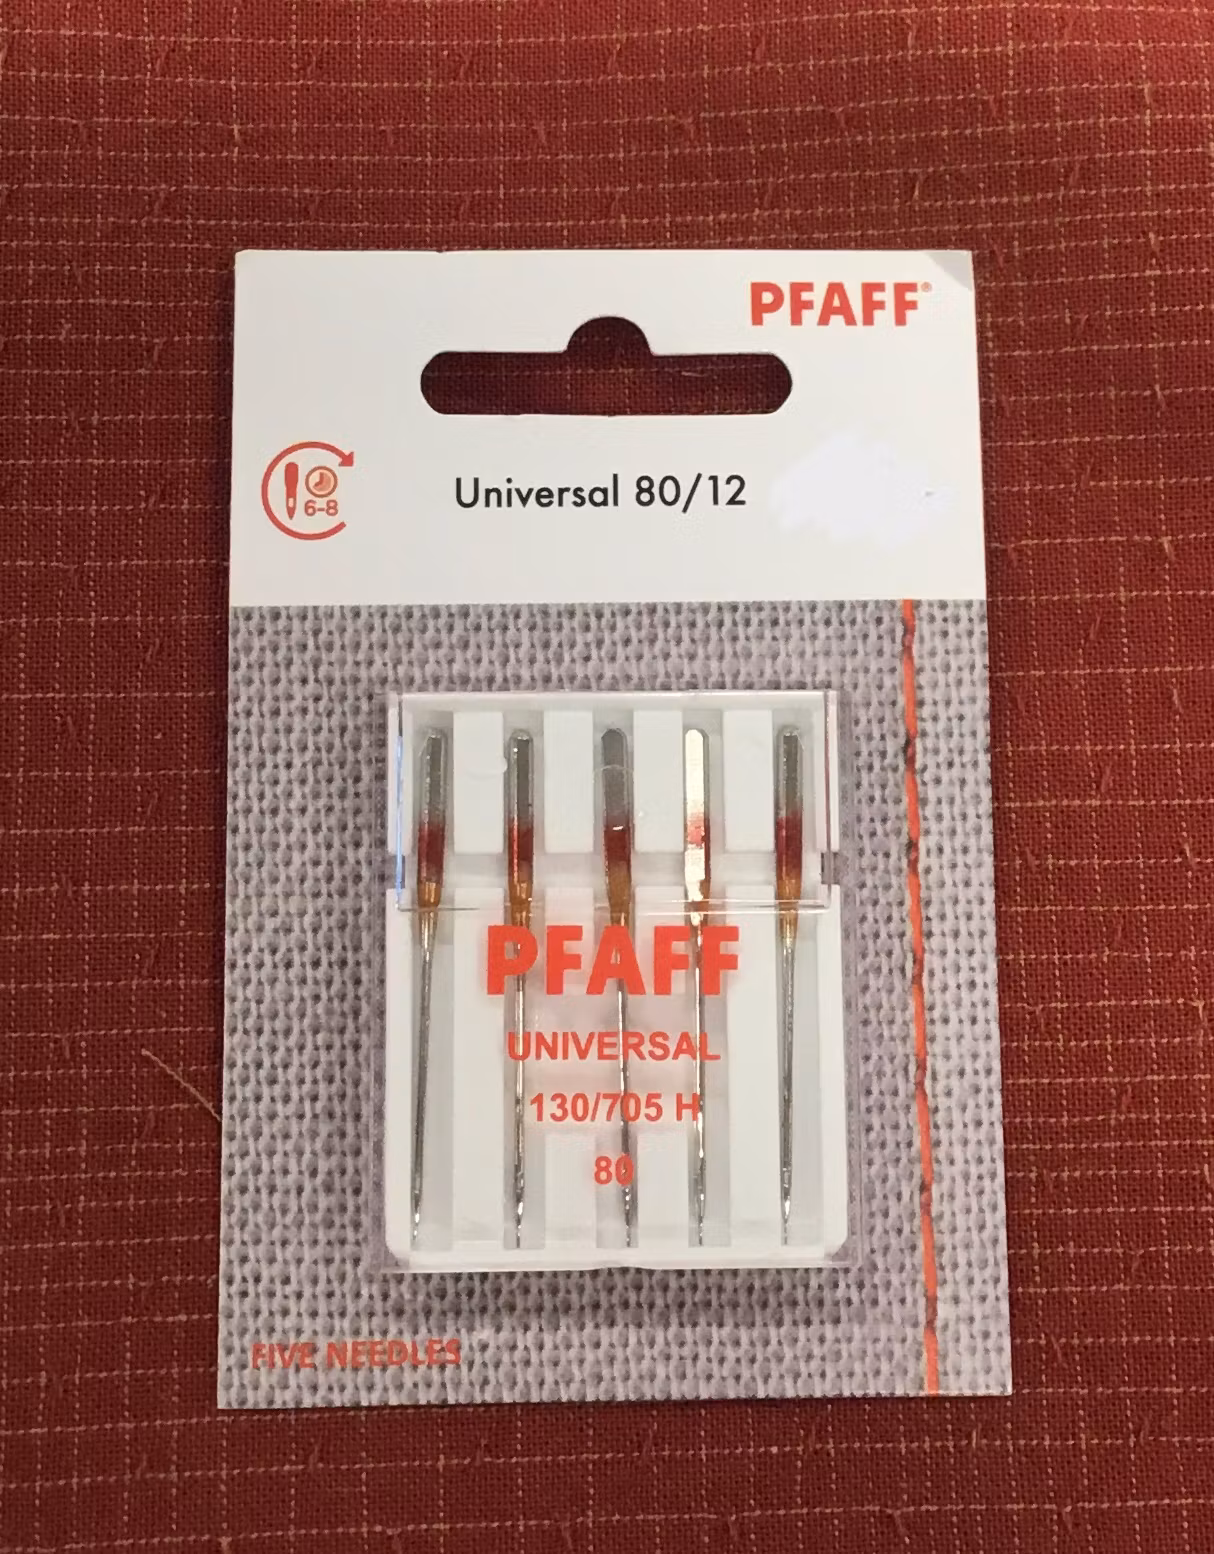 PFAFF®
Universal 80/12
6-8
PFAFF
UNIVERSAL
130/705 H
80
FIVE NEEDLES